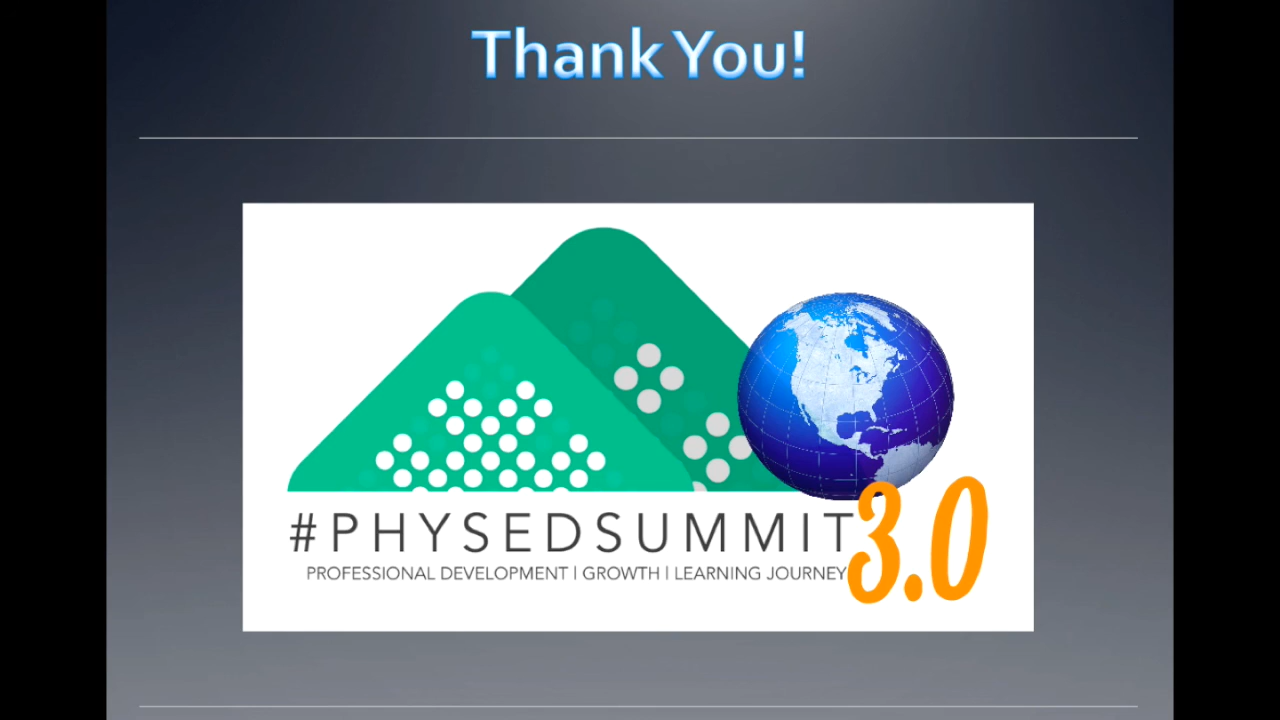 Thank You!
#PHYSEDSUMMIT 3.0
PROFESSIONAL DEVELOPMENT | GROWTH | LEARNING JOURNEY